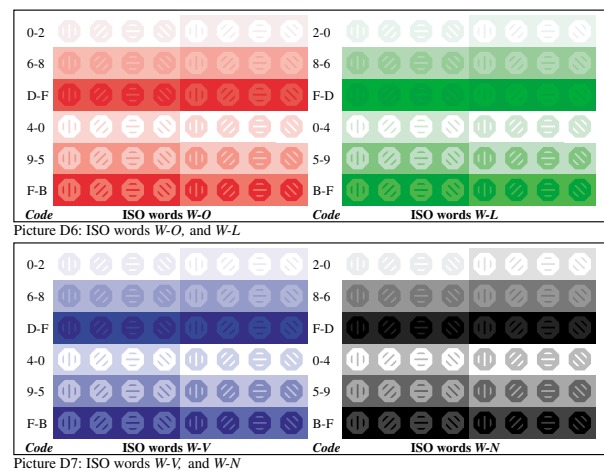 0-2 2-0
6-8 8-6
D-F F-D
4-0 0-4
9-5 5-9
F-B B-F
Code ISO words W-O Code ISO words W-L
Picture D6: ISO words W-O, and W-L
0-2 2-0
6-8 8-6
D-F F-D
4-0 0-4
9-5 5-9
F-B B-F
Code ISO words W-V Code ISO words W-N
Picture D7: ISO words W-V, and W-N